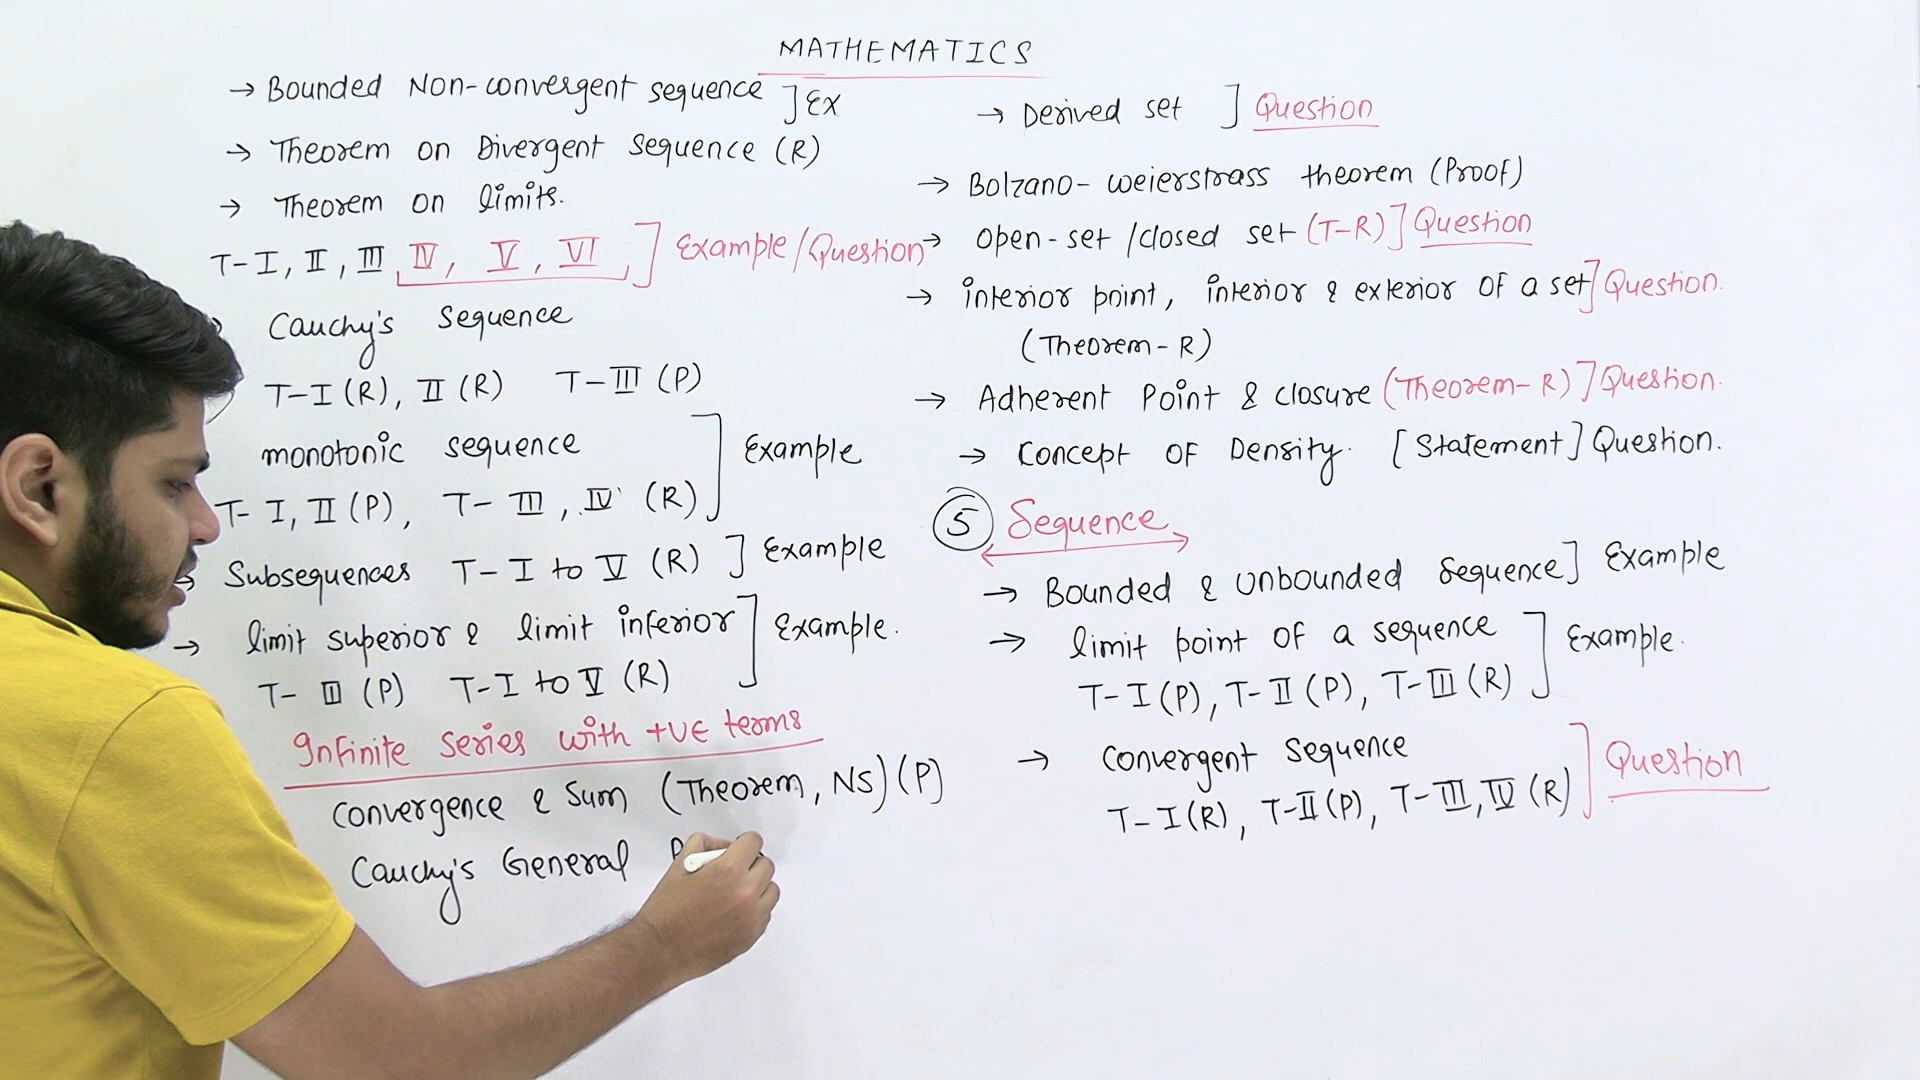 MATHEMATICS
→ Bounded Non-convergent sequence ] Ex
→ Theorem on Divergent sequence (R)
→ Theorem on limits.
T-I, II, III IV, V, VI ] Example/Question
Cauchy's sequence
T-I (R), II (R) T-III (P)
monotonic sequence
T-I, II (P), T-III, IV (R) ] Example
Subsequences T-I to V (R) ] Example
→ limit superior & limit inferior
T-III (P) T-I to V (R) ] Example.
Infinite series with +ve terms
Convergence & Sum (Theorem, NS) (P)
Cauchy's General
→ Derived set ] Question
→ Bolzano-weierstrass theorem (Proof)
→ open-set /closed set (T-R) ] Question
→ interior point, interior & exterior of a set ] Question.
(Theorem-R)
→ Adherent Point & closure (Theorem-R) ] Question.
→ Concept of Density. [Statement] Question.
5 Sequence
→ Bounded & Unbounded sequence ] Example
→ limit point of a sequence
T-I (P), T-II (P), T-III (R) ] Example.
→ convergent sequence
T-I (R), T-II (P), T-III, IV (R) ] Question